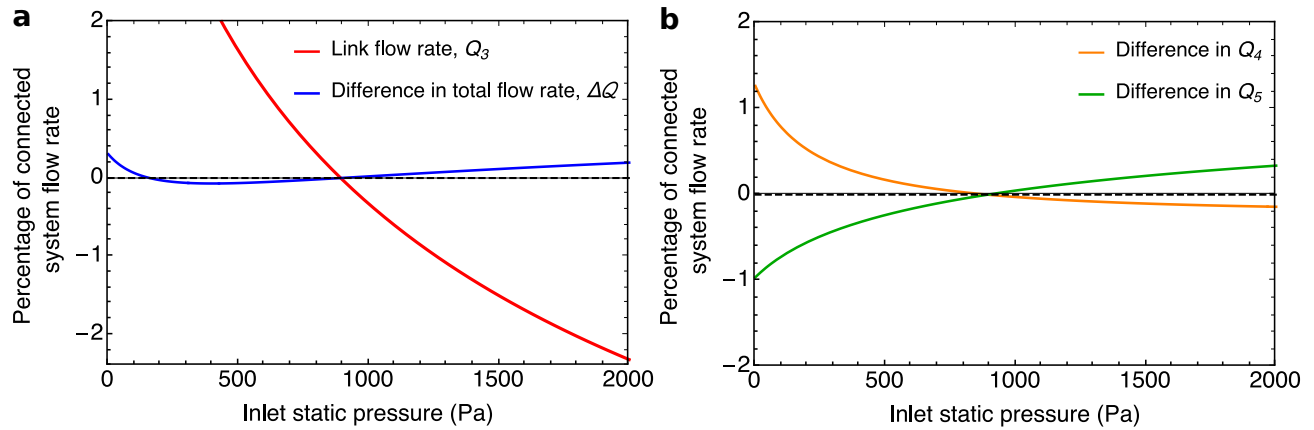 a
2
1
0
−1
−2
0
500
1000
1500
2000
Percentage of connected
system flow rate
Inlet static pressure (Pa)
Link flow rate, Q3
Difference in total flow rate, ΔQ
b
2
1
0
−1
−2
0
500
1000
1500
2000
Percentage of connected
system flow rate
Inlet static pressure (Pa)
Difference in Q4
Difference in Q5